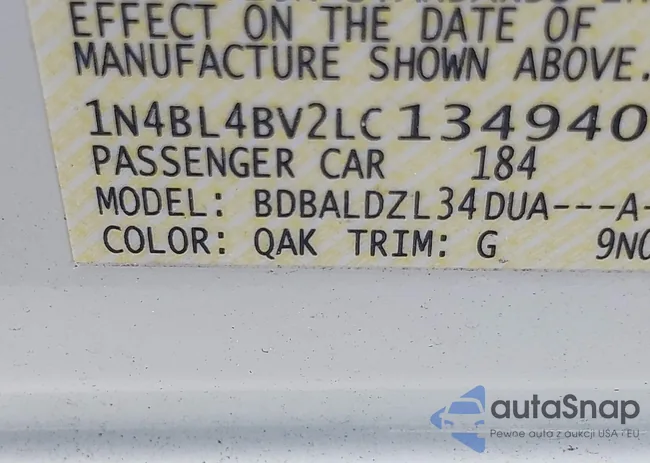 EFFECT ON THE DATE OF
MANUFACTURE SHOWN ABOVE.
1N4BL4BV2LC134940
PASSENGER CAR 184
MODEL: BDBALDZL34DUA---A-
COLOR: QAK TRIM: G 9N
autaSnap
Pewne auta z aukcji USA i EU